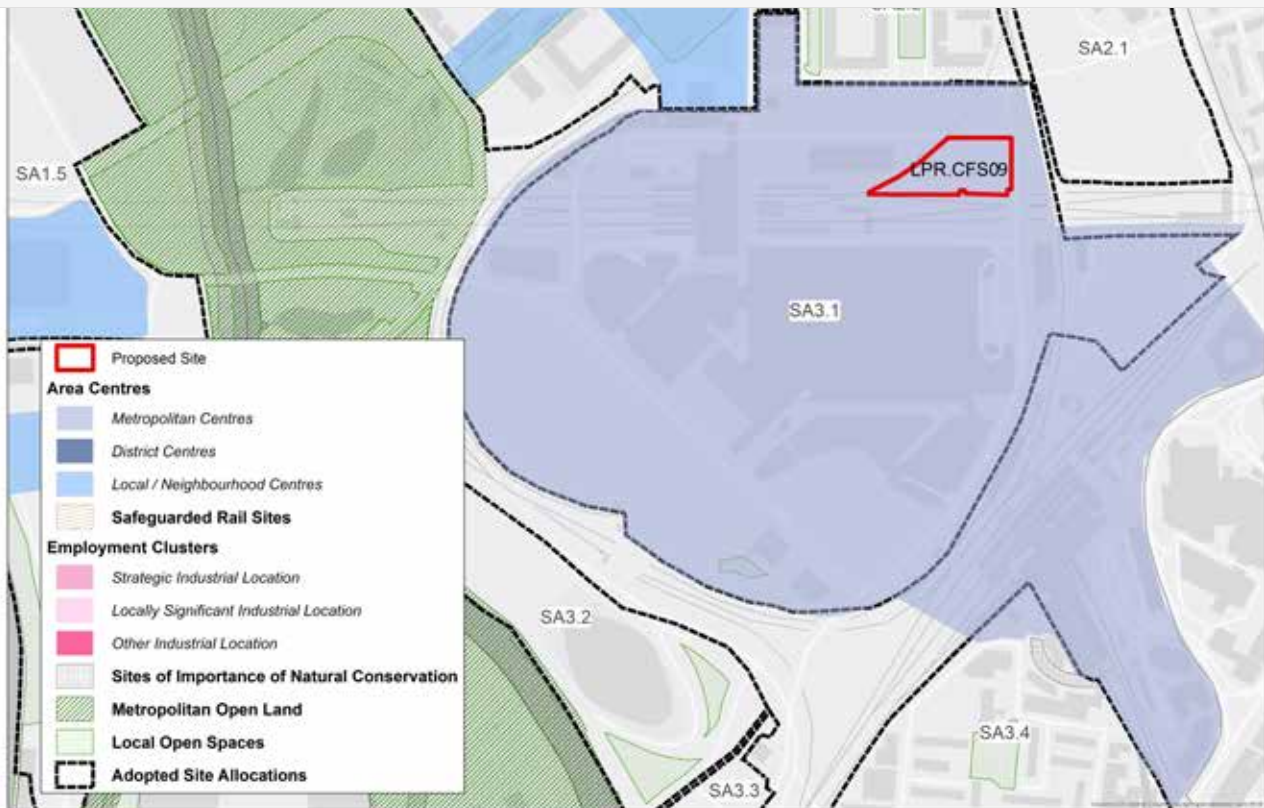 SA2.1
LPR.CFS09
SA1.5
SA3.1
Proposed Site
Area Centres
Metropolitan Centres
District Centres
Local / Neighbourhood Centres
Safeguarded Rail Sites
Employment Clusters
Strategic Industrial Location
Locally Significant Industrial Location
Other Industrial Location
Sites of Importance of Natural Conservation
Metropolitan Open Land
Local Open Spaces
Adopted Site Allocations
SA3.2
SA3.4
SA3.3